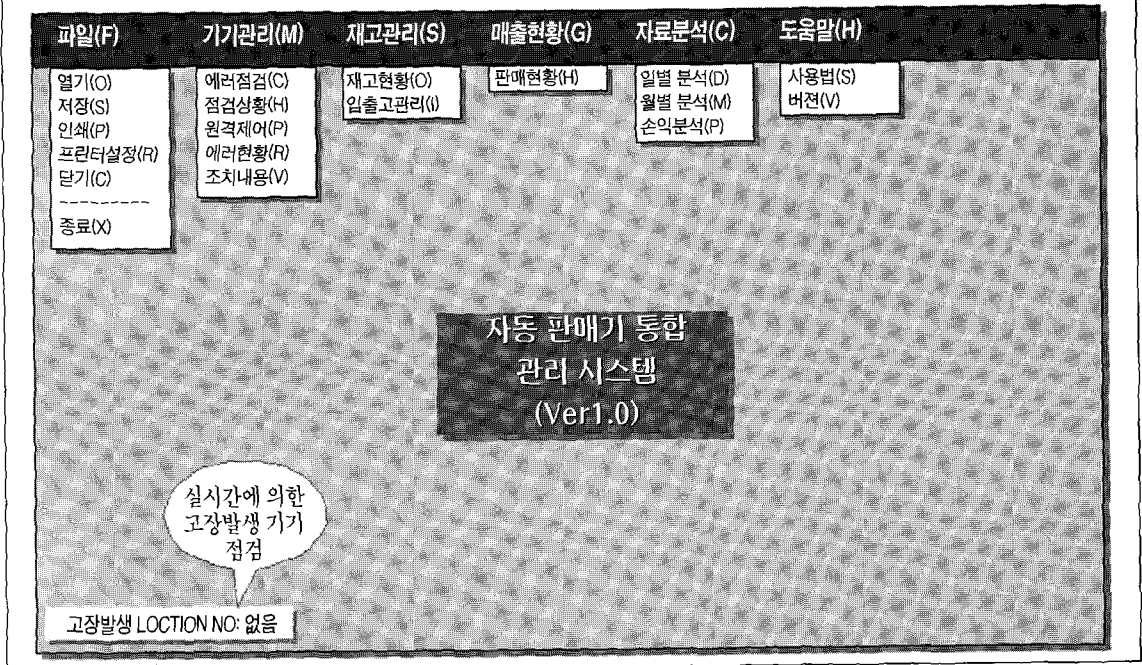 파일(F) 기기관리(M) 재고관리(S) 매출현황(G) 자료분석(C) 도움말(H)
열기(O)
저장(S)
인쇄(P)
프린터설정(R)
닫기(C)
----------
종료(X)
에러점검(C)
점검상황(H)
원격제어(P)
에러현황(R)
조치내용(V)
재고현황(O)
입출고관리(I)
판매현황(H)
일별 분석(D)
월별 분석(M)
손익분석(P)
사용법(S)
버젼(V)
자동 판매기 통합
관리 시스템
(Ver1.0)
실시간에 의한
고장발생 기기
점검
고장발생 LOCTION NO: 없음